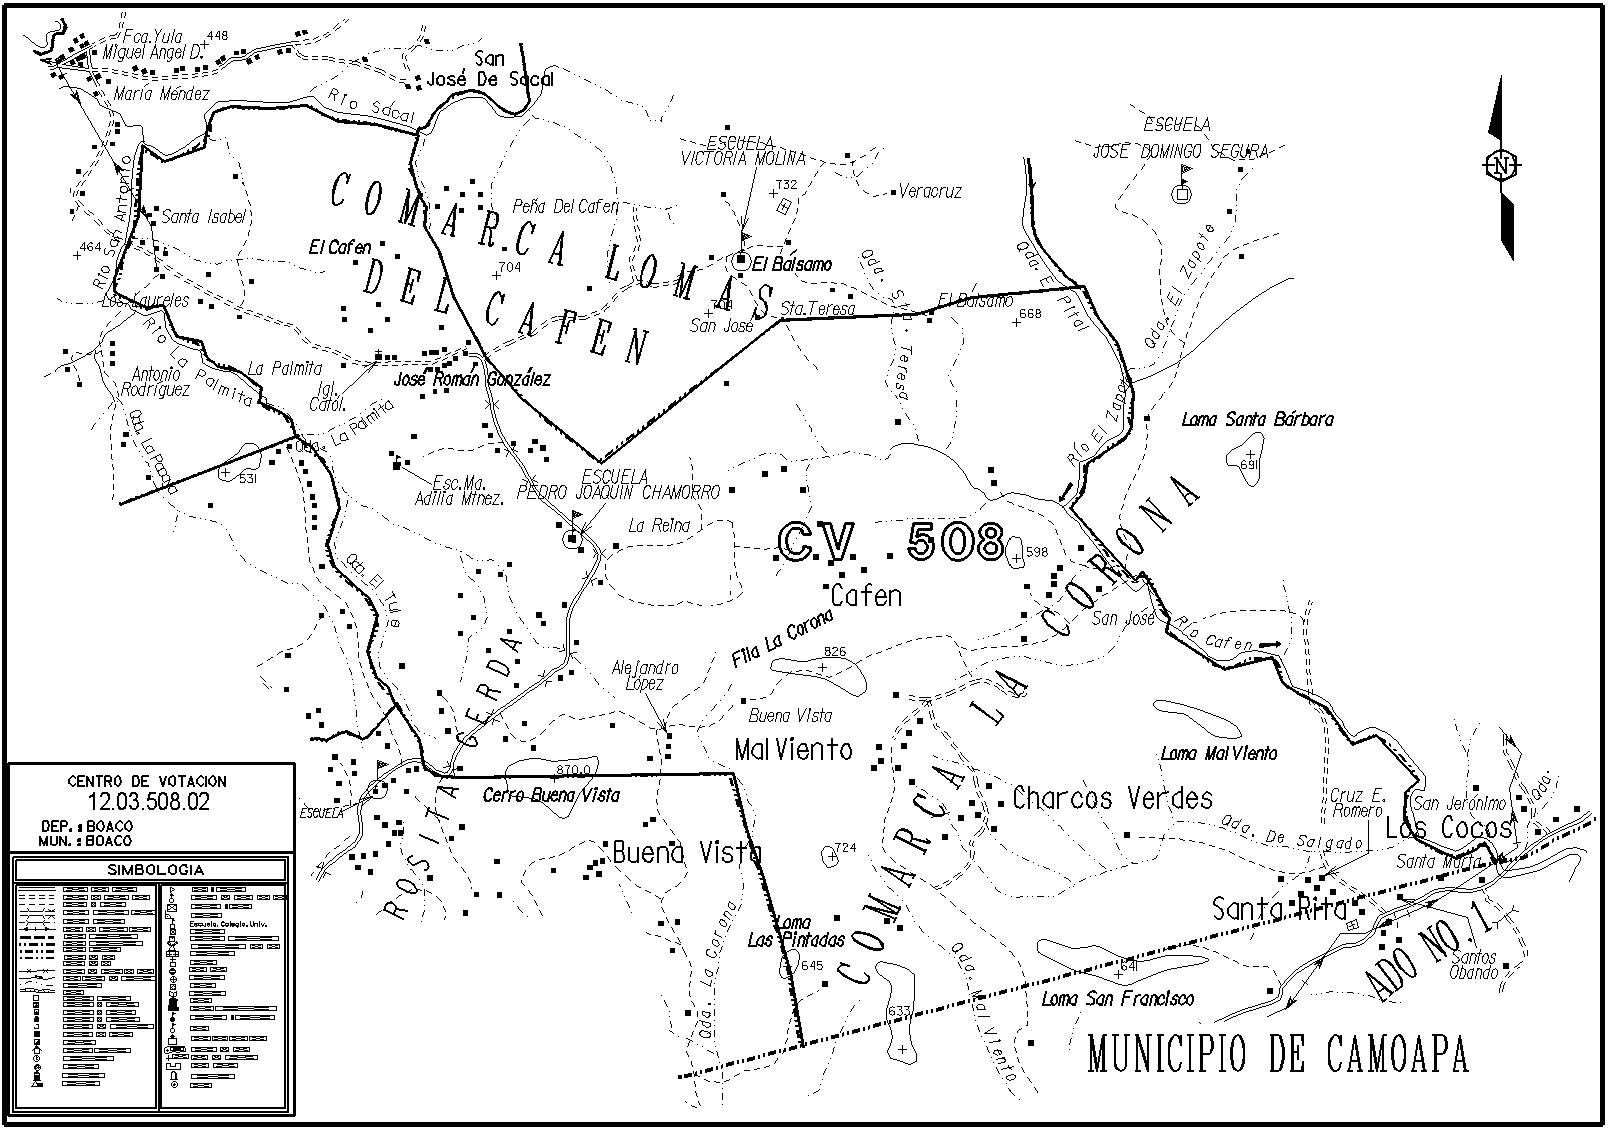 Fca.Yula
Miguel Angel D.
448
María Méndez
San
José De Sacal
Río Sácal
ESCUELA
VICTORIA MOLINA
732
Veracruz
ESCUELA
JOSE DOMINGO SEGURA
N
Río San Antonio
Santa Isabel
464
El Cafen
Peña Del Cafen
704
COMARCA LOMAS
DEL CAFEN
El Bálsamo
Qda. Sta. Teresa
Qda. El Pital
Qda. El Zapote
Los Laureles
701
San José
Sta.Teresa
El Bálsamo
668
Río La Palmita
La Palmita
Antonio
Rodríguez
Igl.
Catól.
José Román González
Qda. La Palmita
Río El Zapote
Loma Santa Bárbara
691
531
Esc.Ma.
Adilia Mtnez.
ESCUELA
PEDRO JOAQUIN CHAMORRO
La Reina
CV 508
598
Cafen
Qda. El Tule
Fila La Corona
826
San José
Río Cafen
Alejandro
López
Buena Vista
Mal Viento
COMARCA LA CORONA
ROSITA CERDA
Loma Mal Viento
870.0
Cerro Buena Vista
ESCUELA
Charcos Verdes
Cruz E.
Romero
San Jerónimo
Los Cocos
Qda.
Qda. De Salgado
Santa Marta
Buena Vista
724
Santa Rita
Loma
Las Pintadas
645
Qda. La Corona
Qda. Mal Viento
633
641
Loma San Francisco
Santos
Obando
ADO NO.1
MUNICIPIO DE CAMOAPA
CENTRO DE VOTACION
12.03.508.02
DEP. : BOACO
MUN. : BOACO
SIMBOLOGIA
Escuela, Colegio, Univ.